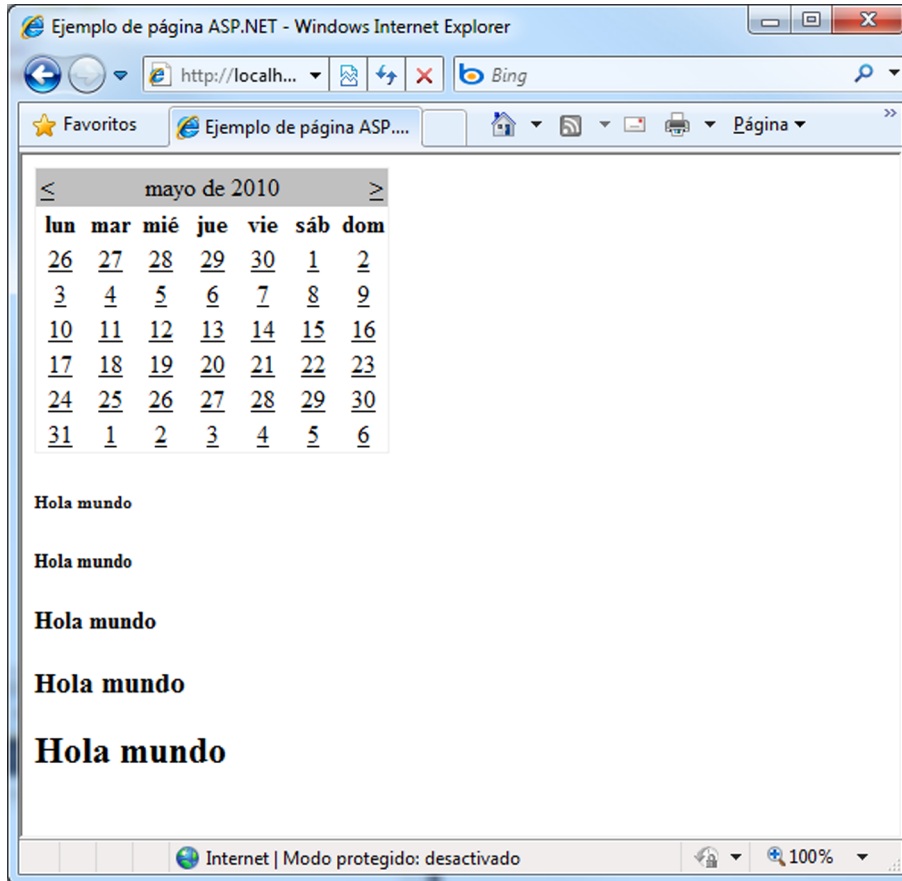 Ejemplo de página ASP.NET - Windows Internet Explorer
http://localh...
Bing
Favoritos
Ejemplo de página ASP....
Página
»
< mayo de 2010 >
lun mar mié jue vie sáb dom
26 27 28 29 30 1 2
3 4 5 6 7 8 9
10 11 12 13 14 15 16
17 18 19 20 21 22 23
24 25 26 27 28 29 30
31 1 2 3 4 5 6
Hola mundo
Hola mundo
Hola mundo
Hola mundo
Hola mundo
Internet | Modo protegido: desactivado
100%